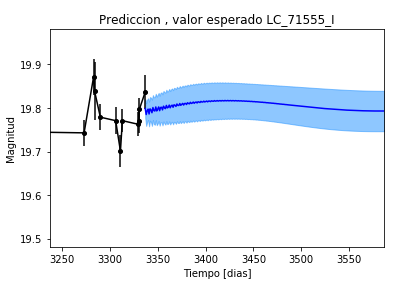 Prediccion , valor esperado LC_71555_I
19.9
19.8
19.7
19.6
19.5
Magnitud
3250 3300 3350 3400 3450 3500 3550
Tiempo [dias]